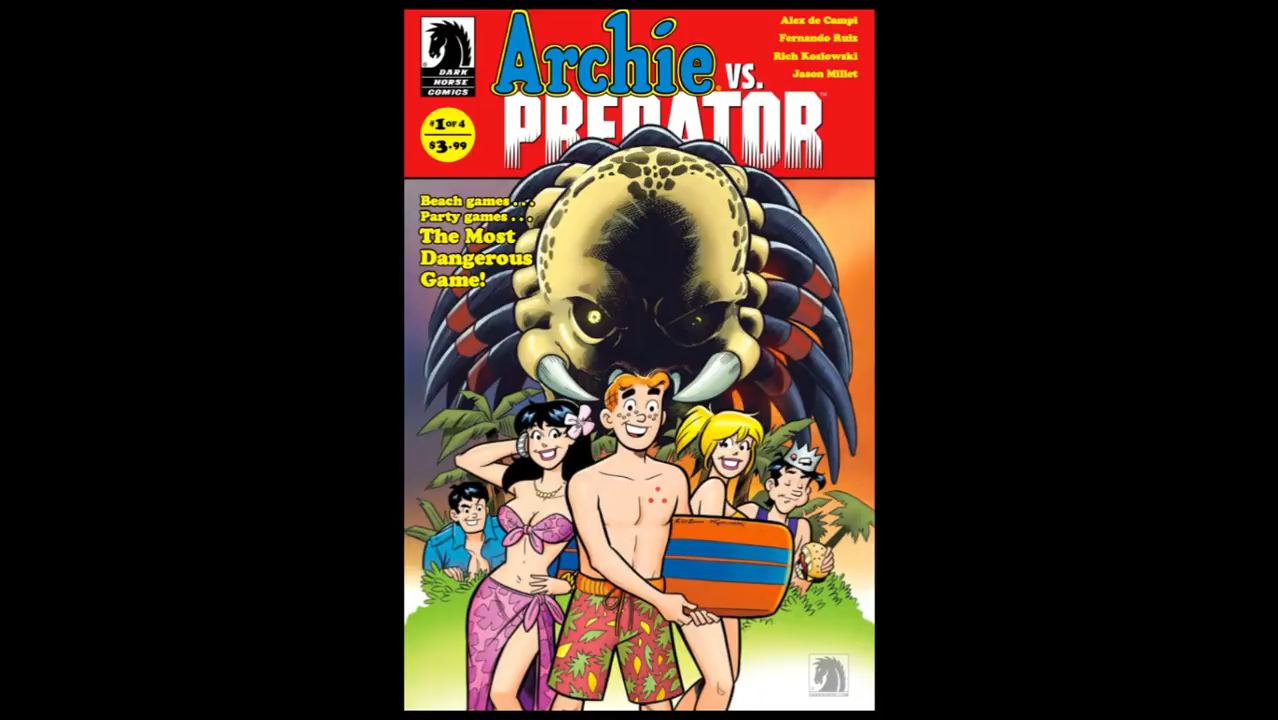 DARK
HORSE
COMICS
Archie
VS.
PREDATOR
Alex de Campi
Fernando Ruiz
Rich Koslowski
Jason Millet
#1 OF 4
$3.99
Beach games . . .
Party games . . .
The Most
Dangerous
Game!